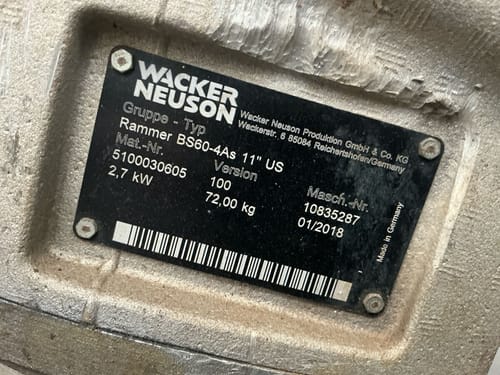 WACKER
NEUSON
Wacker Neuson Produktion GmbH & Co. KG
Wackerstr. 6 85084 Reichertshofen/Germany
Gruppe - Typ
Rammer BS60-4As 11" US
Mat.-Nr. Version Masch.-Nr.
5100030605 100 10835287
2,7 kW 72,00 kg 01/2018
Made in Germany